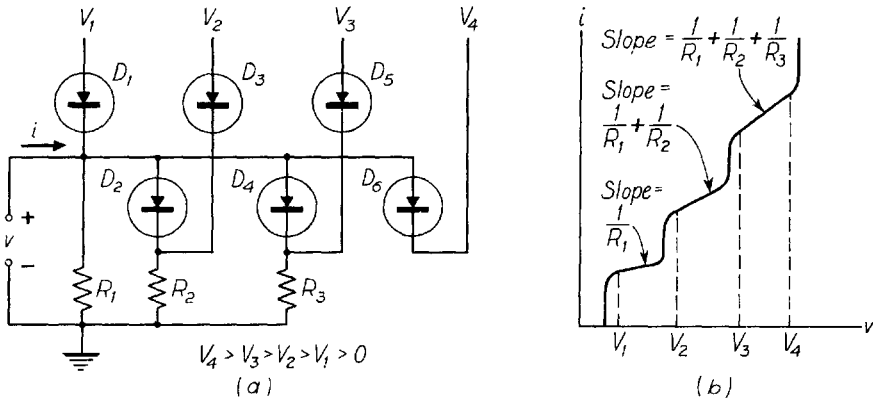 V₁ V₂ V₃ V₄
D₁ D₃ D₅
i
D₂ D₄ D₆
+
v
−
R₁ R₂ R₃
V₄ > V₃ > V₂ > V₁ > 0
(a)
i
Slope = 1/R₁ + 1/R₂ + 1/R₃
Slope =
1/R₁ + 1/R₂
Slope =
1/R₁
V₁ V₂ V₃ V₄ v
(b)